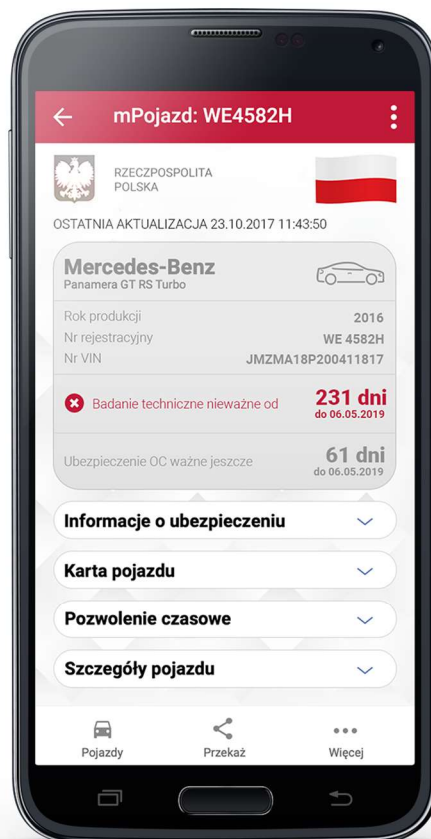 mPojazd: WE4582H
RZECZPOSPOLITA
POLSKA
OSTATNIA AKTUALIZACJA 23.10.2017 11:43:50
Mercedes-Benz
Panamera GT RS Turbo
Rok produkcji 2016
Nr rejestracyjny WE 4582H
Nr VIN JMZMA18P200411817
Badanie techniczne nieważne od 231 dni
do 06.05.2019
Ubezpieczenie OC ważne jeszcze 61 dni
do 06.05.2019
Informacje o ubezpieczeniu
Karta pojazdu
Pozwolenie czasowe
Szczegóły pojazdu
Pojazdy Przekaż Więcej